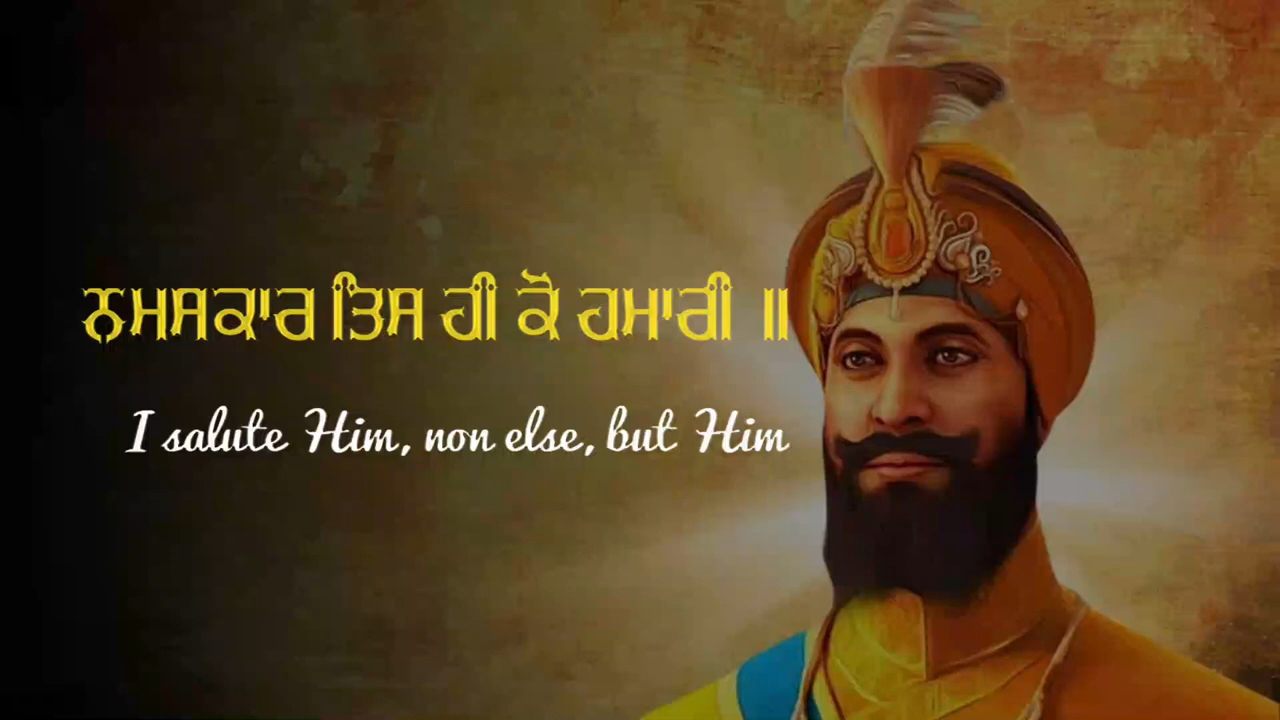 ਨਮਸਕਾਰ ਤਿਸ ਹੀ ਕੋ ਹਮਾਰੀ ॥
I salute Him, non else, but Him